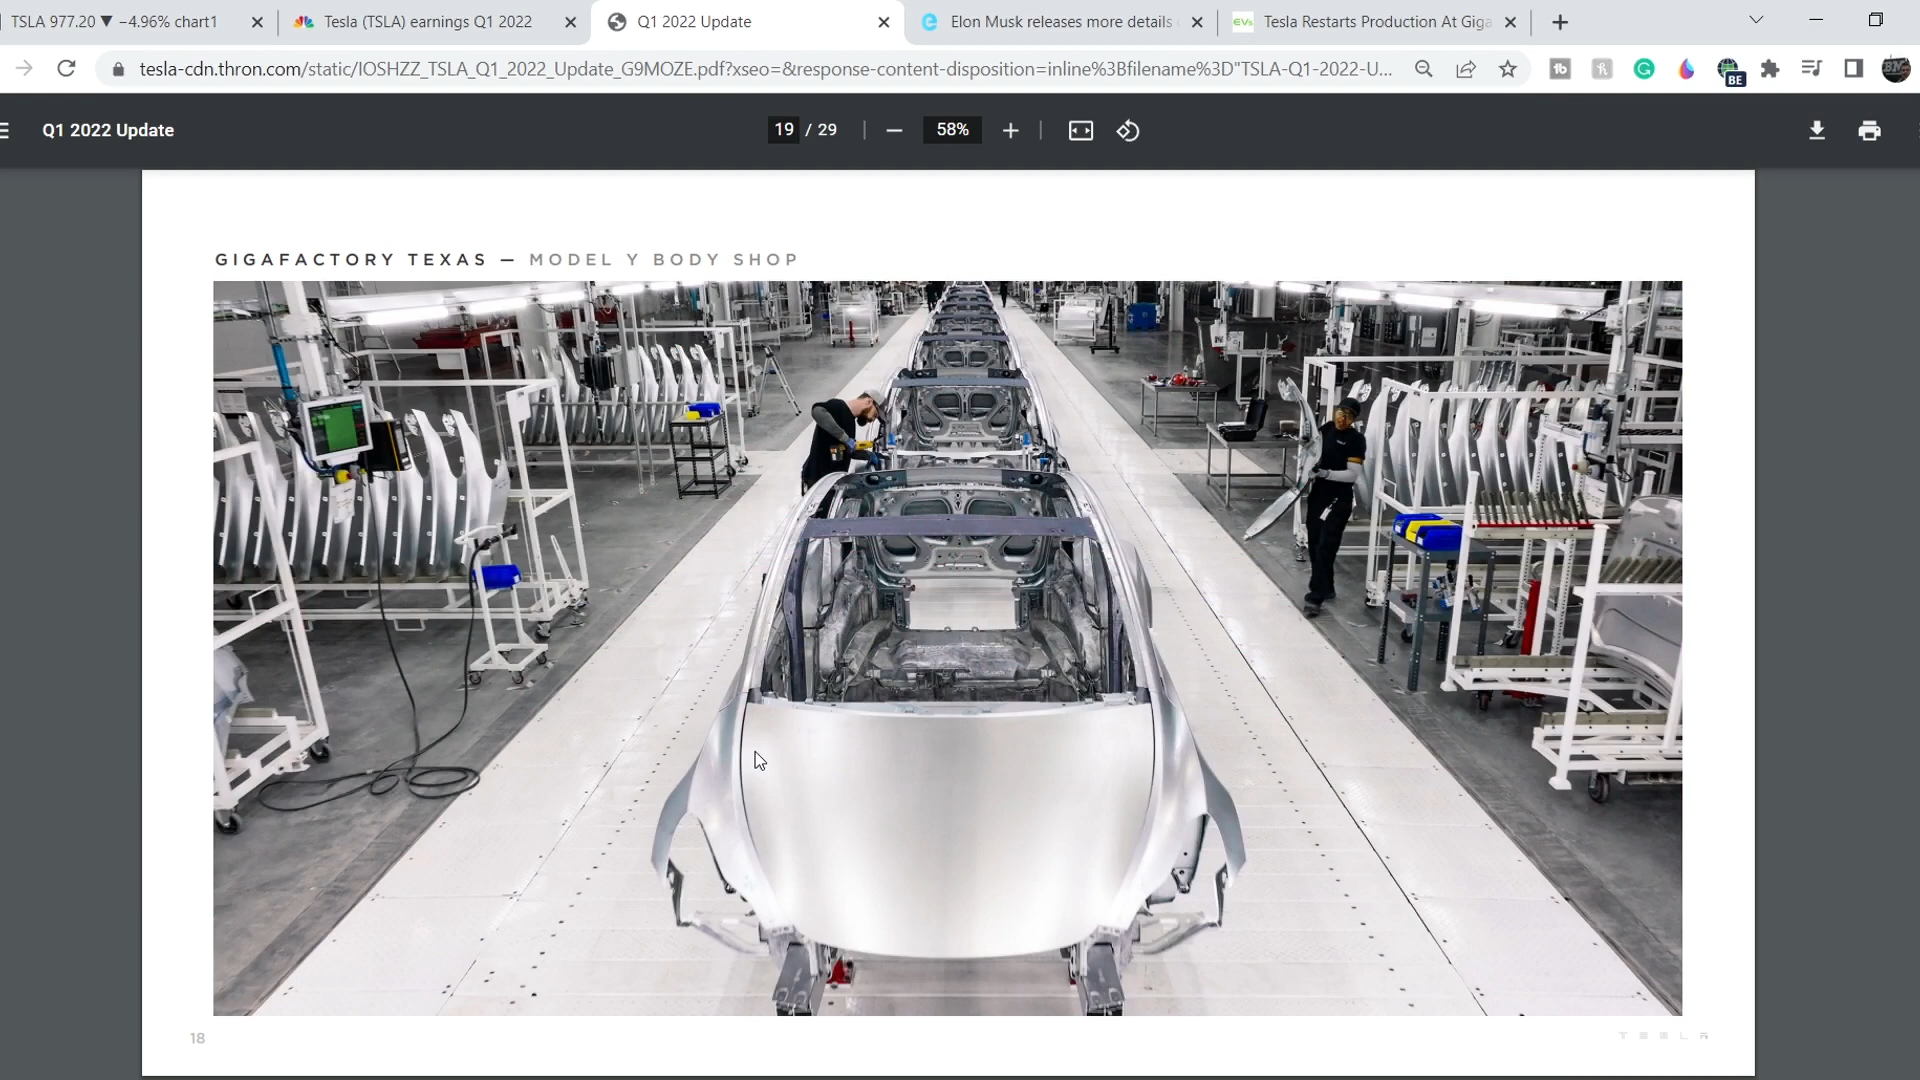 TSLA 977.20 ▼ −4.96% chart1
Tesla (TSLA) earnings Q1 2022
Q1 2022 Update
Elon Musk releases more details
Tesla Restarts Production At Giga
tesla-cdn.thron.com/static/IOSHZZ_TSLA_Q1_2022_Update_G9MOZE.pdf?xseo=&response-content-disposition=inline%3Bfilename%3D"TSLA-Q1-2022-U...
BE
Q1 2022 Update
19 / 29
58%
GIGAFACTORY TEXAS — MODEL Y BODY SHOP
18
TESLA